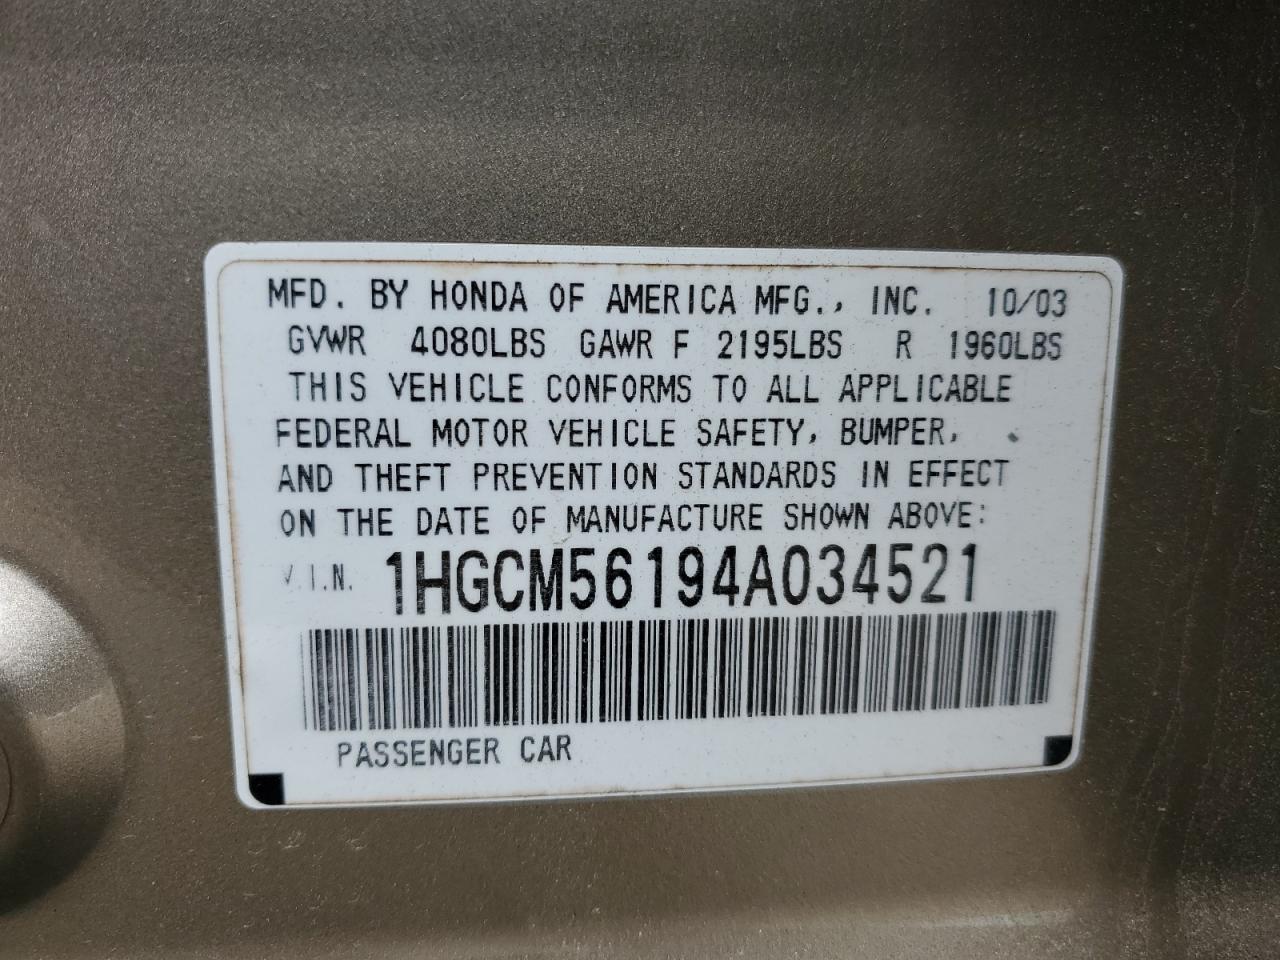 MFD. BY HONDA OF AMERICA MFG., INC. 10/03
GVWR 4080LBS GAWR F 2195LBS R 1960LBS
THIS VEHICLE CONFORMS TO ALL APPLICABLE
FEDERAL MOTOR VEHICLE SAFETY, BUMPER,
AND THEFT PREVENTION STANDARDS IN EFFECT
ON THE DATE OF MANUFACTURE SHOWN ABOVE:
V.I.N. 1HGCM56194A034521
PASSENGER CAR